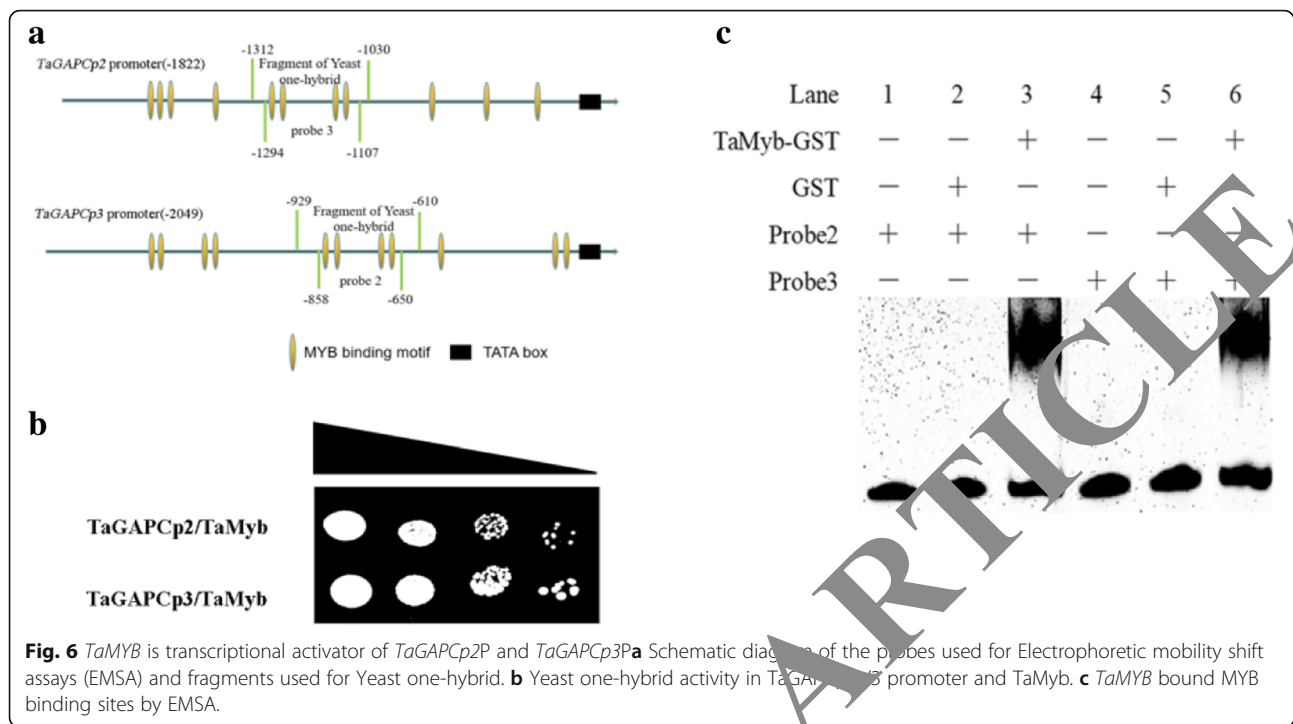 a
-1312
-1030
TaGAPCp2 promoter(-1822)
Fragment of Yeast
one-hybrid
probe 3
-1294
-1107
-929
-610
TaGAPCp3 promoter(-2049)
Fragment of Yeast
one-hybrid
probe 2
-858
-650
MYB binding motif
TATA box
b
TaGAPCp2/TaMyb
TaGAPCp3/TaMyb
c
Lane 1 2 3 4 5 6
TaMyb-GST − − + − − +
GST − + − − + −
Probe2 + + + − − −
Probe3 − − − + + +
ARTICLE
Fig. 6 TaMYB is transcriptional activator of TaGAPCp2P and TaGAPCp3Pa Schematic of the probes used for Electrophoretic mobility shift
assays (EMSA) and fragments used for Yeast one-hybrid. b Yeast one-hybrid activity in promoter and TaMyb. c TaMYB bound MYB
binding sites by EMSA.